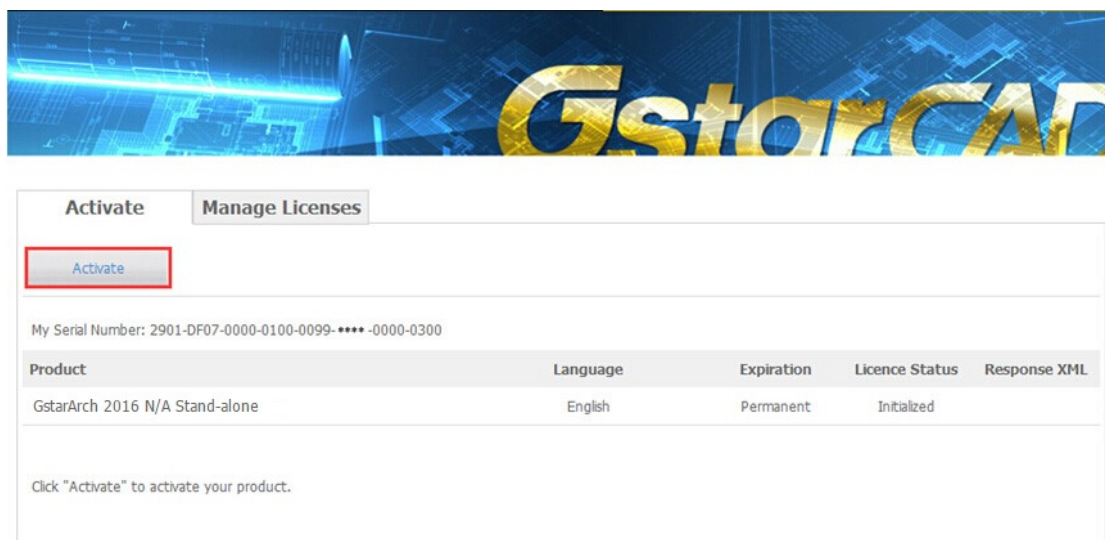 GstarCAD
Activate Manage Licenses
Activate
My Serial Number: 2901-DF07-0000-0100-0099-****-0000-0300
Product Language Expiration Licence Status Response XML
GstarArch 2016 N/A Stand-alone English Permanent Initialized
Click "Activate" to activate your product.